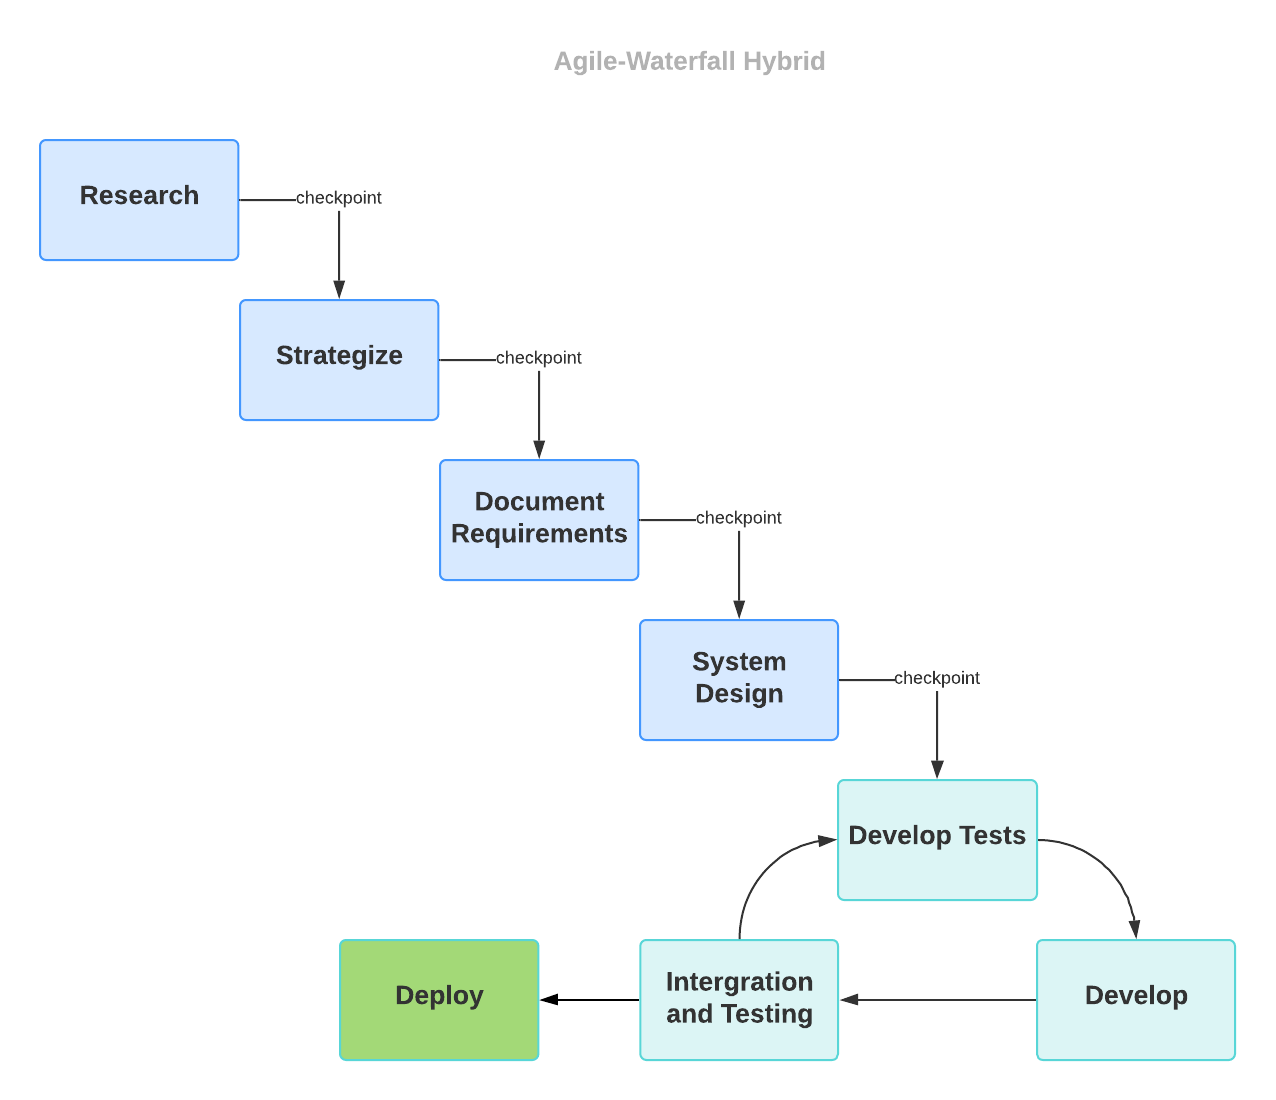 Agile-Waterfall Hybrid
Research
checkpoint
Strategize
checkpoint
Document
Requirements
checkpoint
System
Design
checkpoint
Develop Tests
Deploy
Intergration
and Testing
Develop